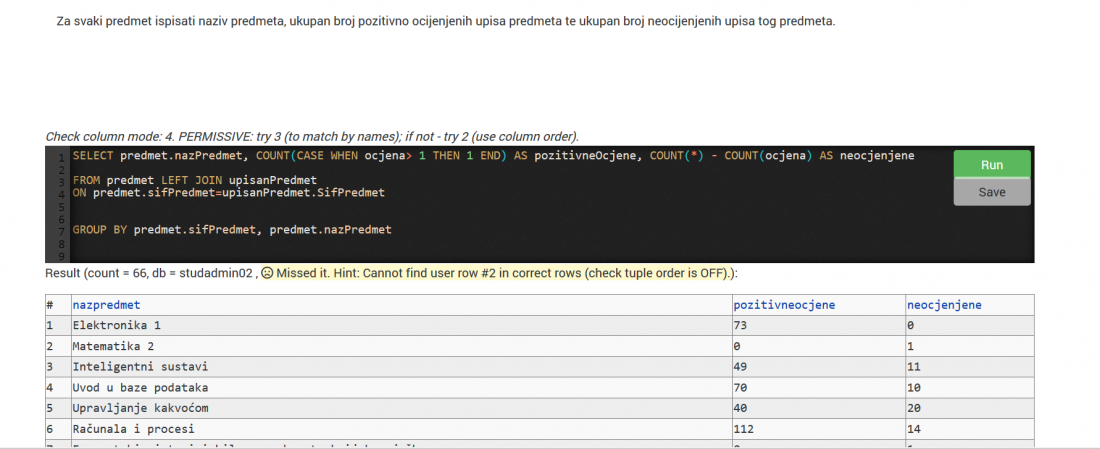 Za svaki predmet ispisati naziv predmeta, ukupan broj pozitivno ocijenjenih upisa predmeta te ukupan broj neocijenjenih upisa tog predmeta.
Check column mode: 4. PERMISSIVE: try 3 (to match by names); if not - try 2 (use column order).
1 SELECT predmet.nazPredmet, COUNT(CASE WHEN ocjena> 1 THEN 1 END) AS pozitivneOcjene, COUNT(*) - COUNT(ocjena) AS neocjenjene
2
3 FROM predmet LEFT JOIN upisanPredmet
4 ON predmet.sifPredmet=upisanPredmet.SifPredmet
5
6
7 GROUP BY predmet.sifPredmet, predmet.nazPredmet
8
9
Run
Save
Result (count = 66, db = studadmin02 , Missed it. Hint: Cannot find user row #2 in correct rows (check tuple order is OFF).):
# nazpredmet pozitivneocjene neocjenjene
1 Elektronika 1 73 0
2 Matematika 2 0 1
3 Inteligentni sustavi 49 11
4 Uvod u baze podataka 70 10
5 Upravljanje kakvoćom 40 20
6 Računala i procesi 112 14